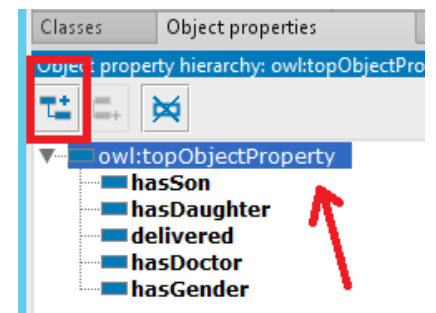 Classes Object properties
Object property hierarchy: owl:topObjectPro
owl:topObjectProperty
hasSon
hasDaughter
delivered
hasDoctor
hasGender